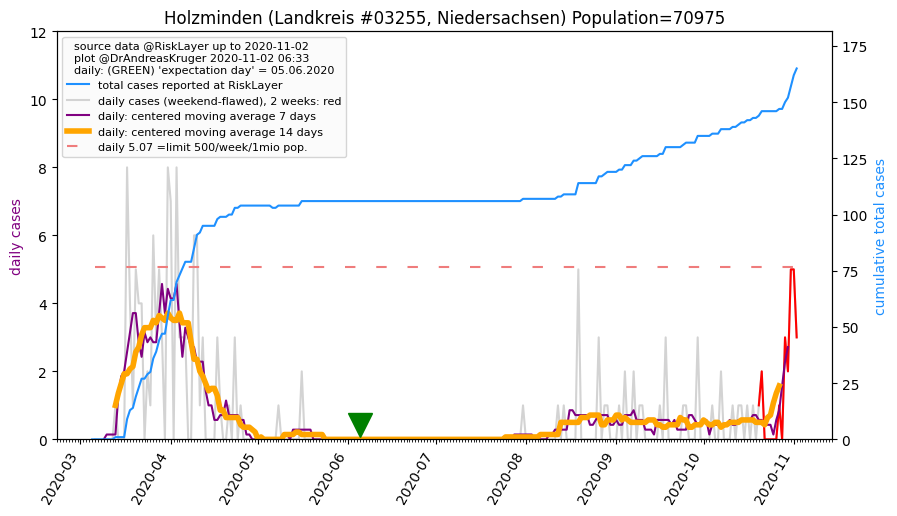 Holzminden (Landkreis #03255, Niedersachsen) Population=70975
source data @RiskLayer up to 2020-11-02
plot @DrAndreasKruger 2020-11-02 06:33
daily: (GREEN) 'expectation day' = 05.06.2020
total cases reported at RiskLayer
daily cases (weekend-flawed), 2 weeks: red
daily: centered moving average 7 days
daily: centered moving average 14 days
daily 5.07 =limit 500/week/1mio pop.
daily cases
12
10
8
6
4
2
0
cumulative total cases
175
150
125
100
75
50
25
0
2020-03
2020-04
2020-05
2020-06
2020-07
2020-08
2020-09
2020-10
2020-11